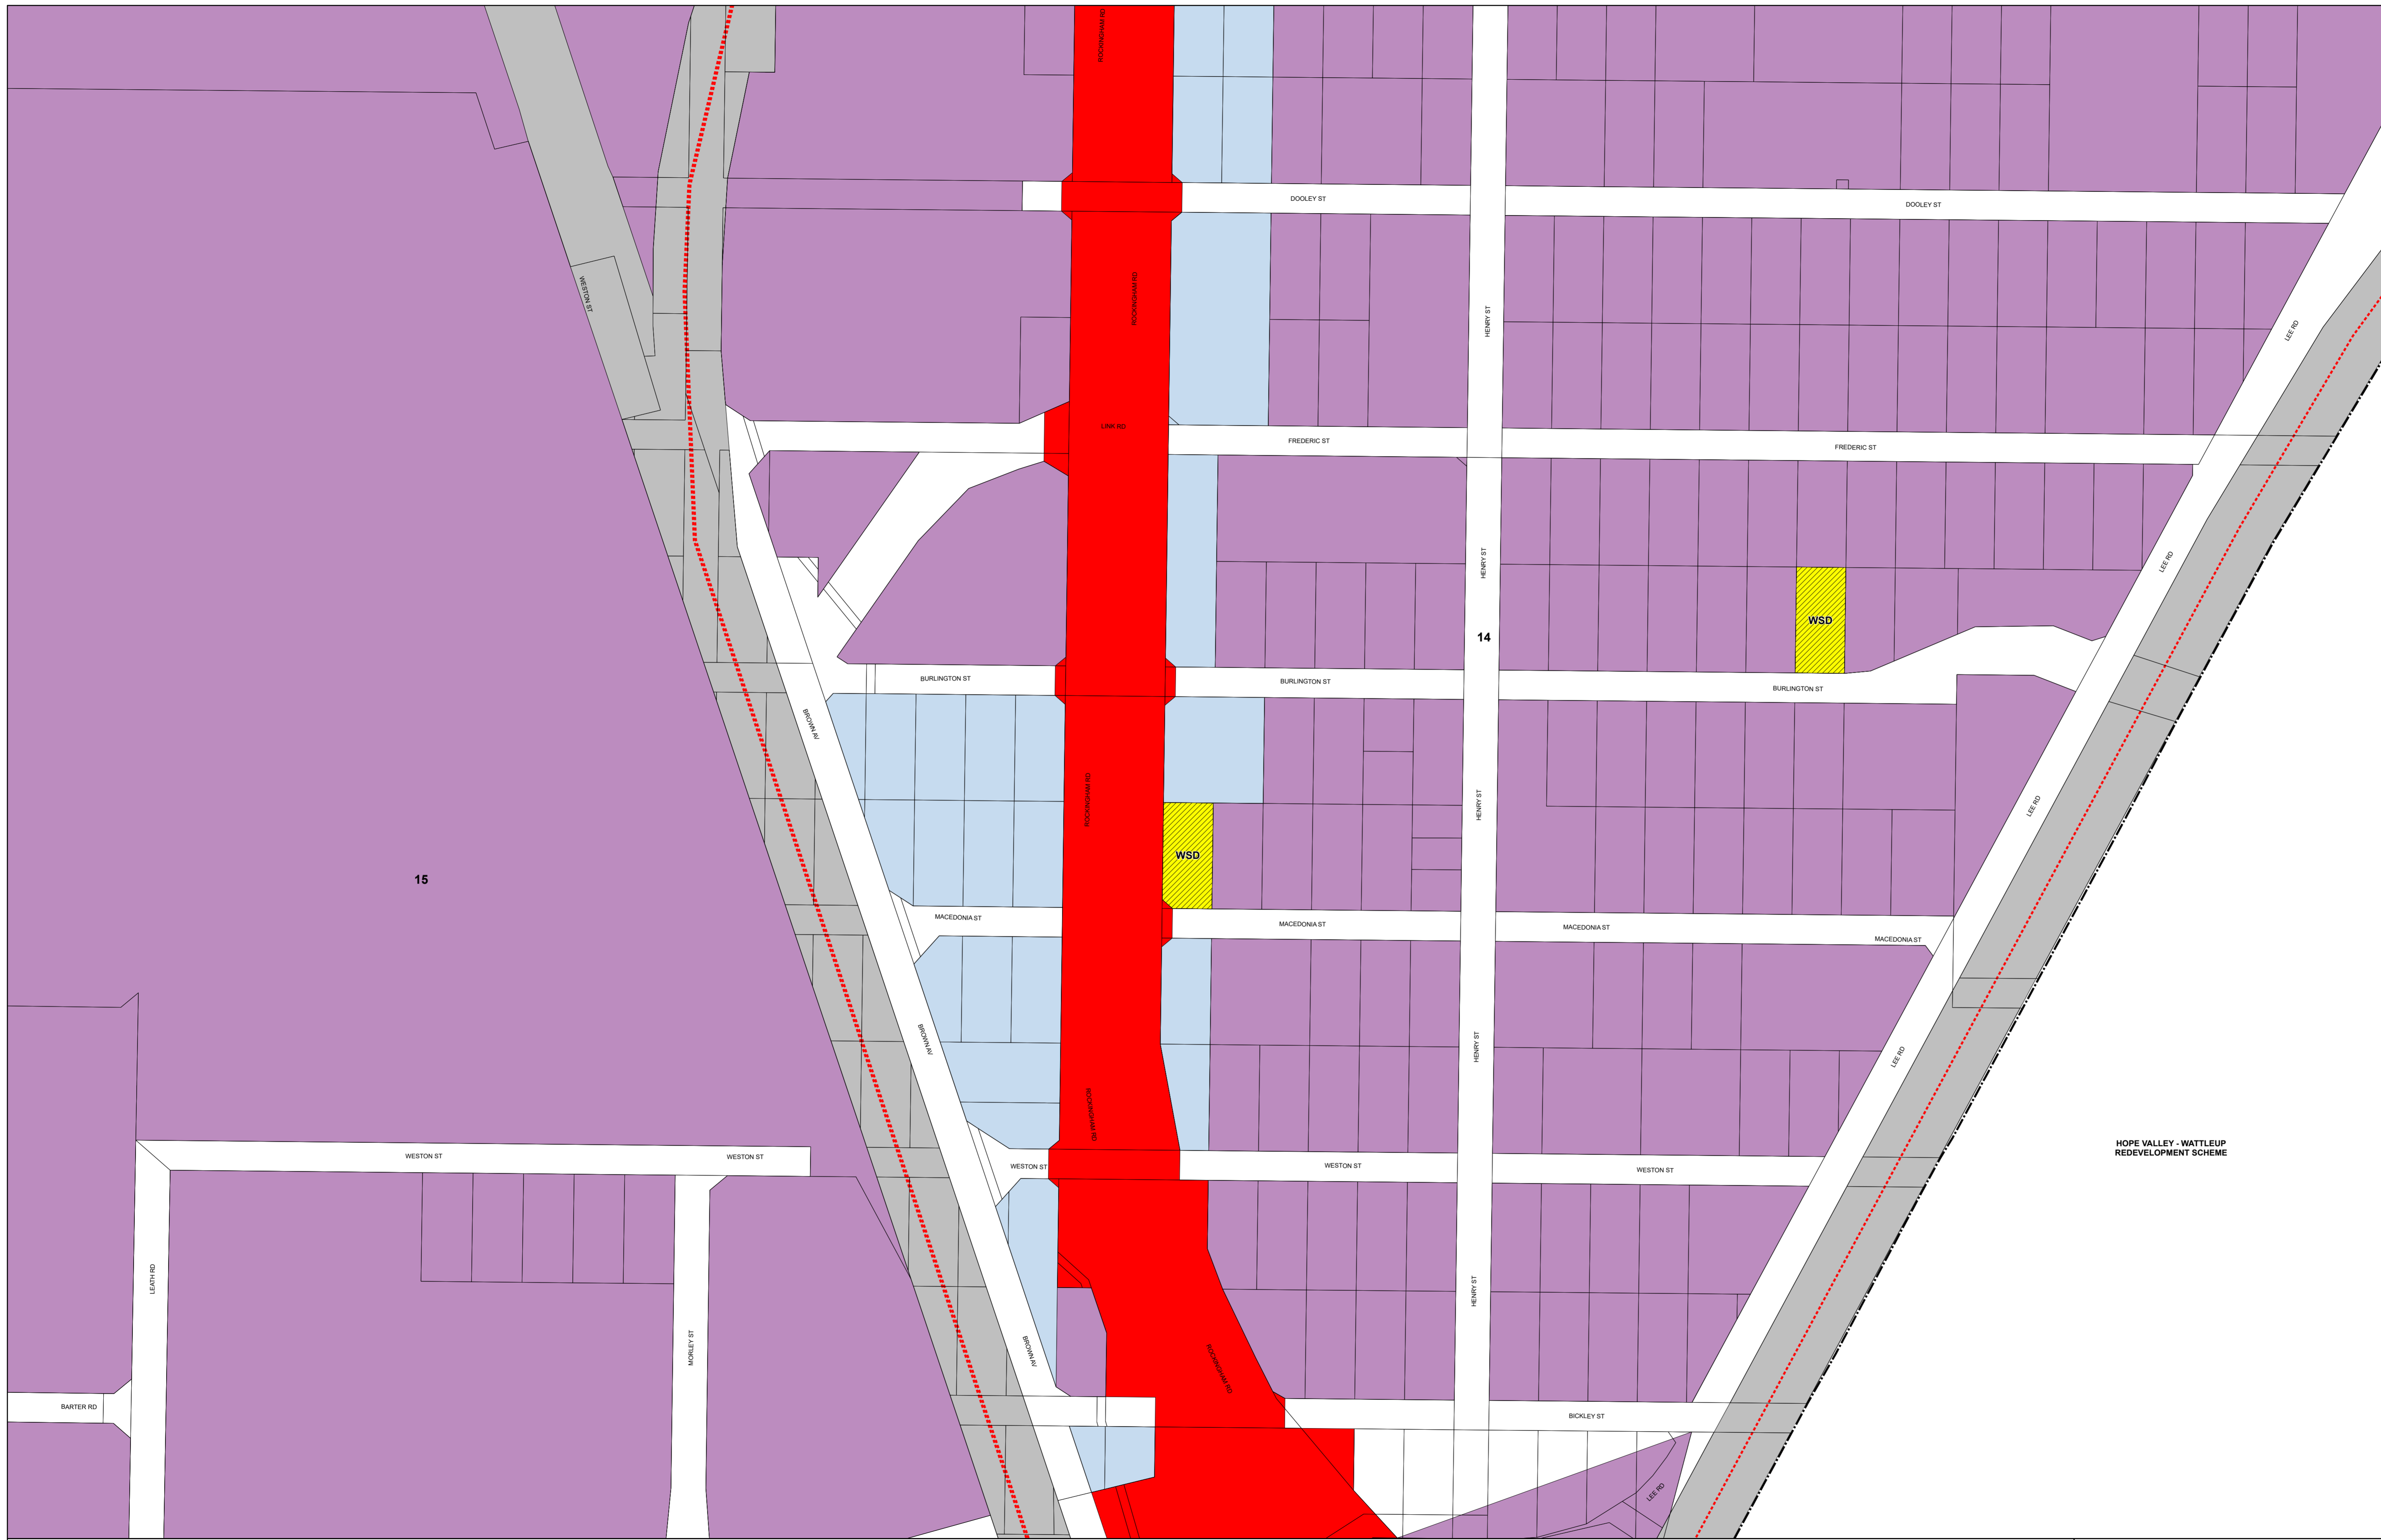 ROCKINGHAM RD
DOOLEY ST
DOOLEY ST
WESTON ST
ROCKINGHAM RD
HENRY ST
LEE RD
LINK RD
FREDERIC ST
FREDERIC ST
HENRY ST
LEE RD
WSD
14
BURLINGTON ST
BURLINGTON ST
BURLINGTON ST
BROWN AV
ROCKINGHAM RD
HENRY ST
LEE RD
WSD
15
MACEDONIA ST
MACEDONIA ST
MACEDONIA ST
MACEDONIA ST
BROWN AV
HENRY ST
LEE RD
ROCKINGHAM RD
HOPE VALLEY - WATTLEUP
REDEVELOPMENT SCHEME
WESTON ST
WESTON ST
WESTON ST
WESTON ST
WESTON ST
LEATH RD
HENRY ST
MORLEY ST
BROWN AV
ROCKINGHAM RD
BARTER RD
BICKLEY ST
LEE RD